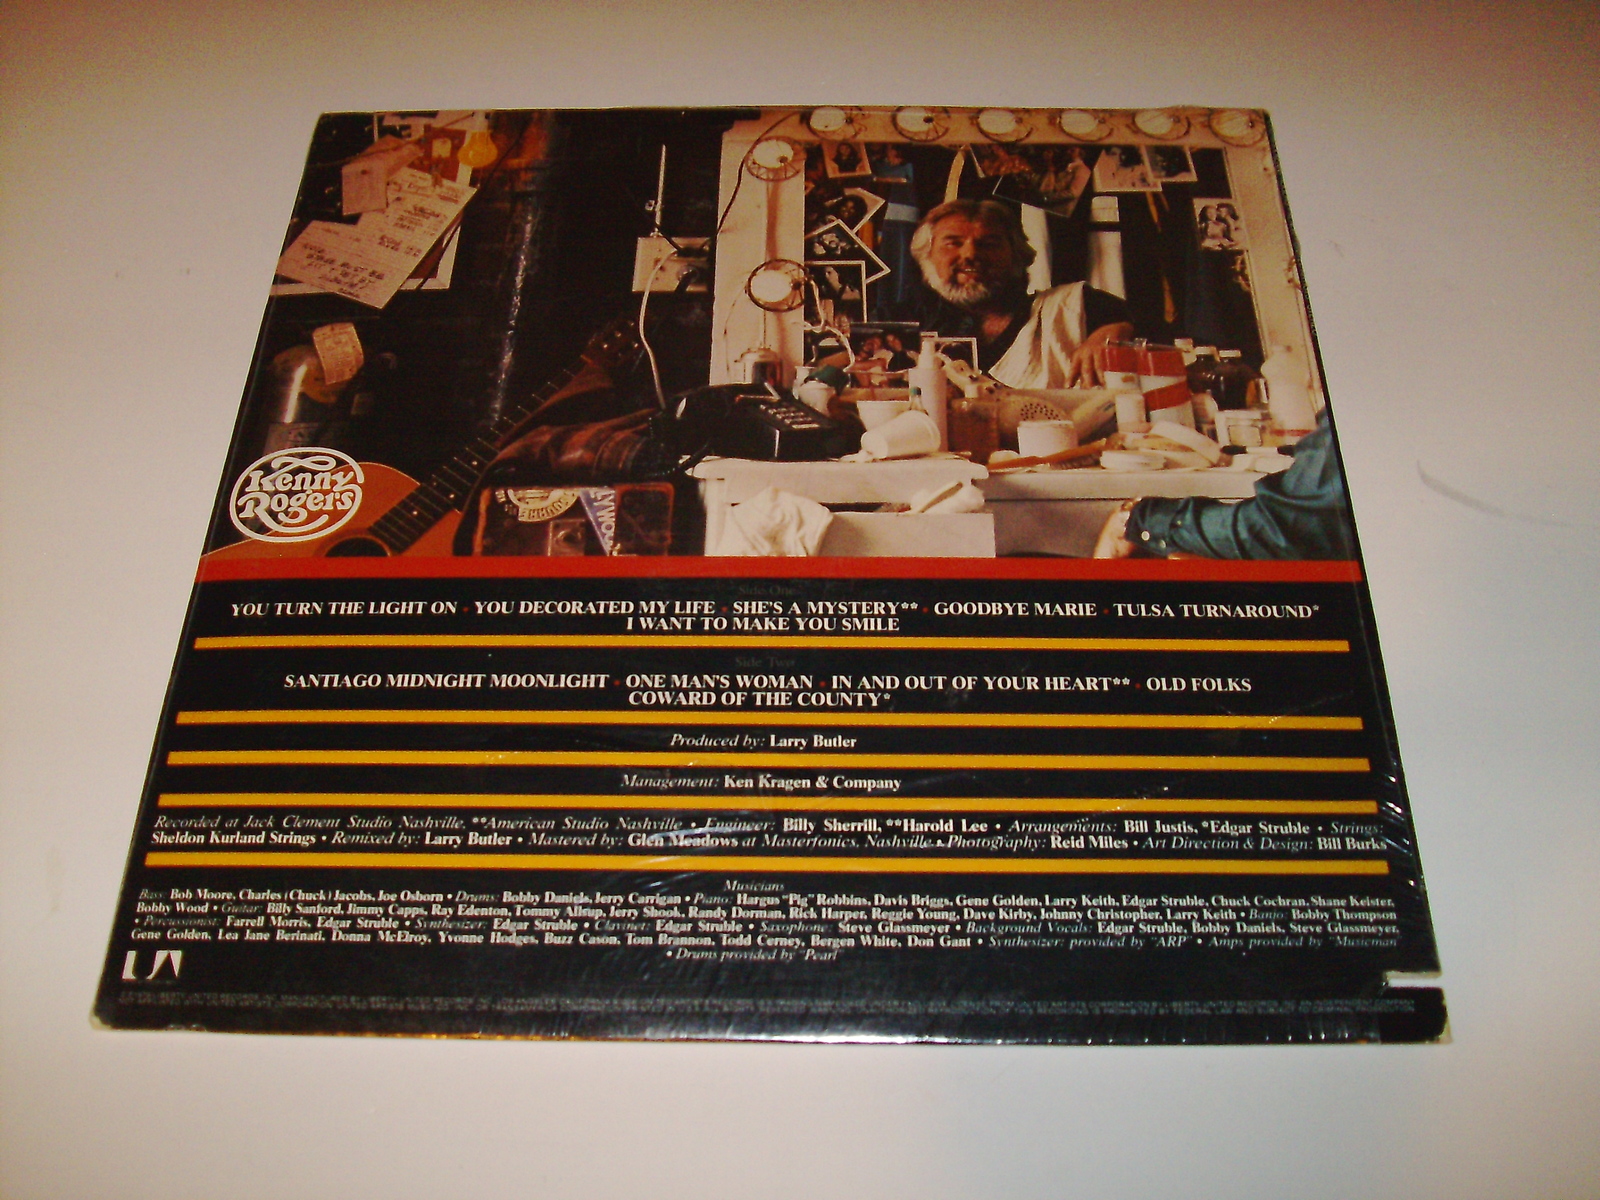 Kenny
Rogers
Side One
YOU TURN THE LIGHT ON • YOU DECORATED MY LIFE • SHE'S A MYSTERY** • GOODBYE MARIE • TULSA TURNAROUND*
I WANT TO MAKE YOU SMILE
Side Two
SANTIAGO MIDNIGHT MOONLIGHT • ONE MAN'S WOMAN • IN AND OUT OF YOUR HEART** • OLD FOLKS
COWARD OF THE COUNTY*
Produced by: Larry Butler
Management: Ken Kragen & Company
Recorded at Jack Clement Studio Nashville, **American Studio Nashville • Engineer: Billy Sherrill, **Harold Lee • Arrangements: Bill Justis, *Edgar Struble • Strings:
Sheldon Kurland Strings • Remixed by: Larry Butler • Mastered by: Glen Meadows at Masterfonics, Nashville • Photography: Reid Miles • Art Direction & Design: Bill Burks
Musicians
Bass: Bob Moore, Charles (Chuck) Jacobs, Joe Osborn • Drums: Bobby Daniels, Jerry Carrigan • Piano: Hargus "Pig" Robbins, Davis Briggs, Gene Golden, Larry Keith, Edgar Struble, Chuck Cochran, Shane Keister,
Bobby Wood • Guitar: Billy Sanford, Jimmy Capps, Ray Edenton, Tommy Allsup, Jerry Shook, Randy Dorman, Rick Harper, Reggie Young, Dave Kirby, Johnny Christopher, Larry Keith • Banjo: Bobby Thompson
• Percussionist: Farrell Morris, Edgar Struble • Synthesizer: Edgar Struble • Clavinet: Edgar Struble • Saxophone: Steve Glassmeyer • Background Vocals: Edgar Struble, Bobby Daniels, Steve Glassmeyer,
Gene Golden, Lea Jane Berinati, Donna McElroy, Yvonne Hodges, Buzz Cason, Tom Brannon, Todd Cerney, Bergen White, Don Gant • Synthesizer: provided by "ARP" • Amps provided by "Musicman"
• Drums provided by "Pearl"
UA